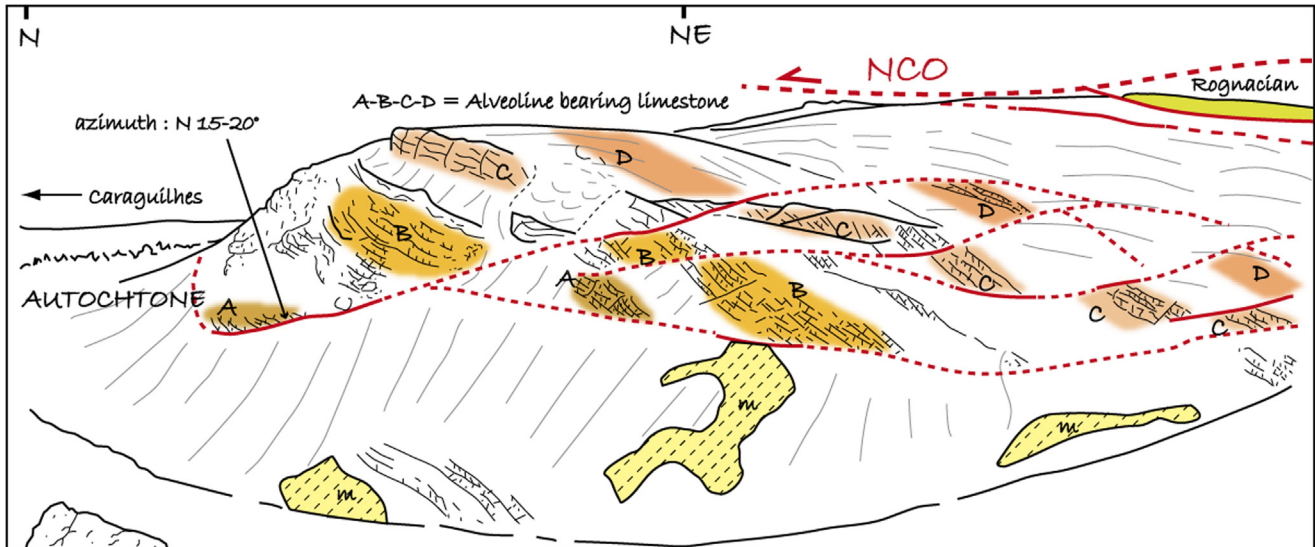 N
NE
NCO
Rognacian
A-B-C-D = Alveoline bearing limestone
azimuth : N 15-20°
Caraguilhes
AUTOCHTONE
C
D
B
A
D
C
B
A
B
C
D
C
C
m
m
m